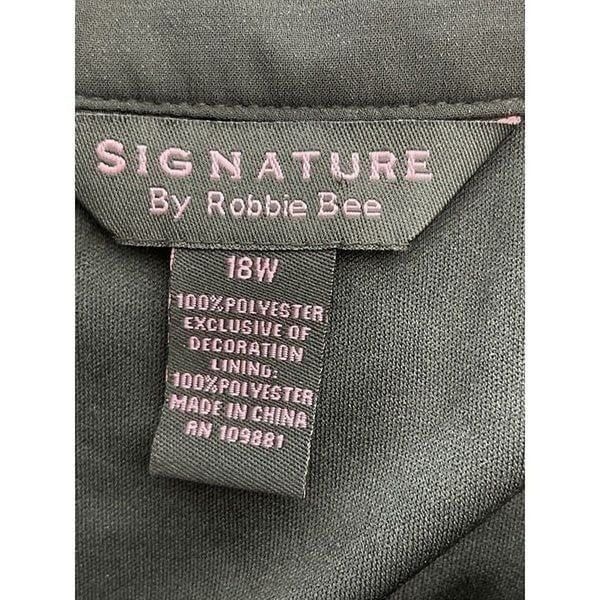 SIGNATURE
By Robbie Bee
18W
100%POLYESTER
EXCLUSIVE OF
DECORATION
LINING:
100%POLYESTER
MADE IN CHINA
RN 109881